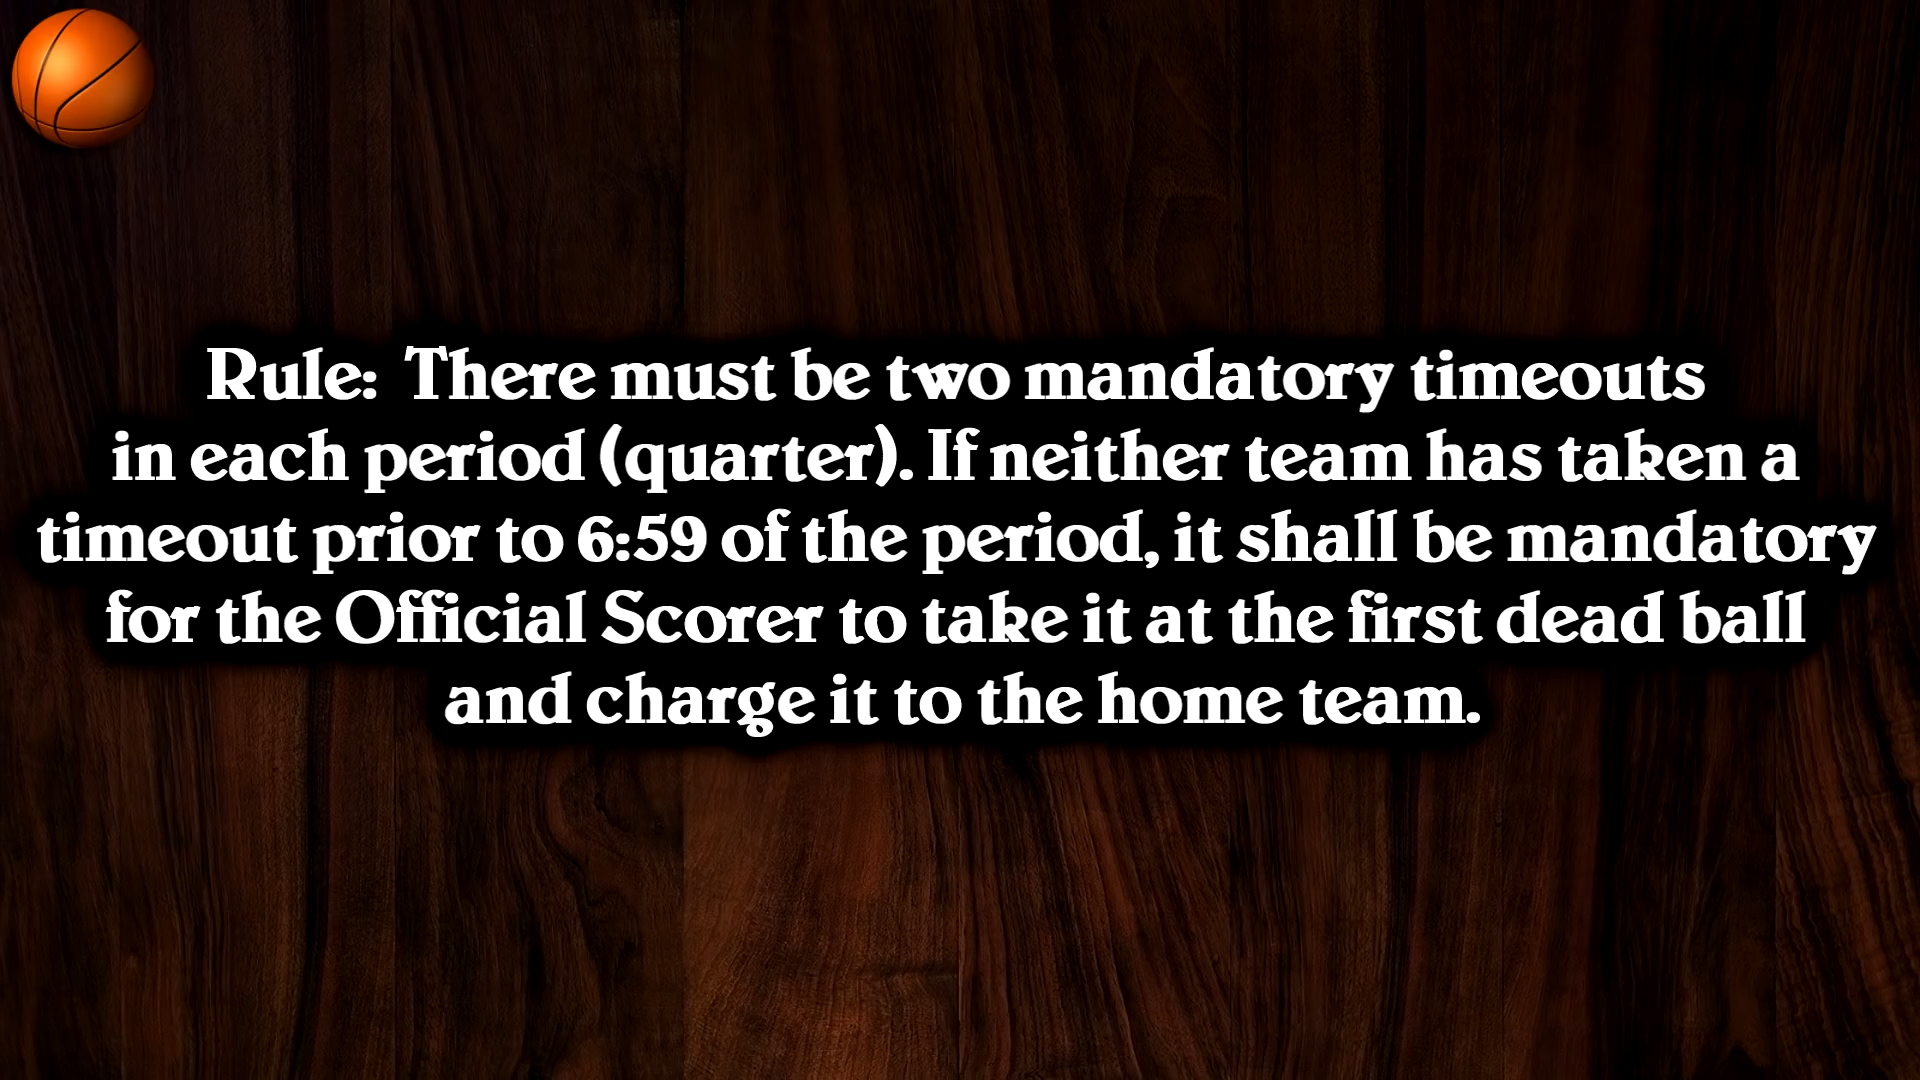 Rule:  There must be two mandatory timeouts
in each period (quarter). If neither team has taken a
timeout prior to 6:59 of the period, it shall be mandatory
for the Official Scorer to take it at the first dead ball
and charge it to the home team.